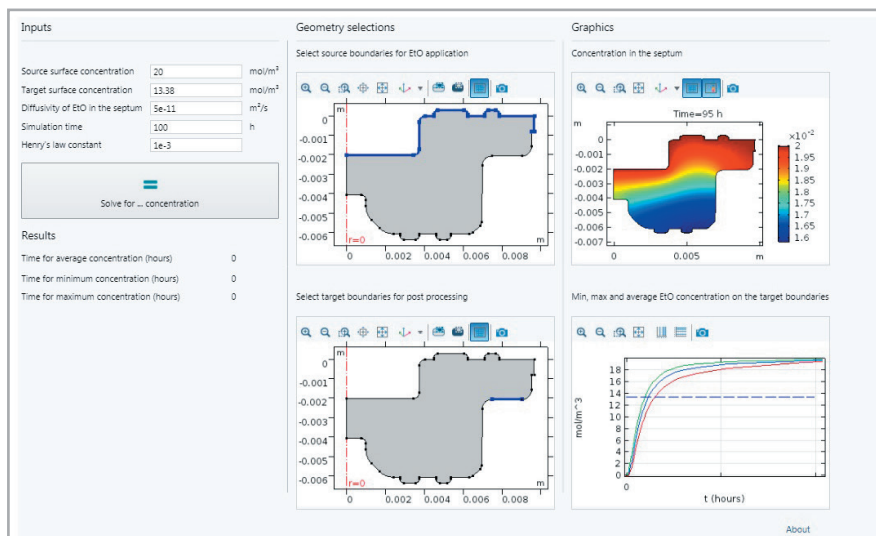 Inputs
Source surface concentration 20 mol/m³
Target surface concentration 13.38 mol/m³
Diffusivity of EtO in the septum 5e-11 m²/s
Simulation time 100 h
Henry's law constant 1e-3
=
Solve for ... concentration
Results
Time for average concentration (hours) 0
Time for minimum concentration (hours) 0
Time for maximum concentration (hours) 0
Geometry selections
Select source boundaries for EtO application
m
0
-0.001
-0.002
-0.003
-0.004
-0.005
-0.006
r=0
m
0 0.002 0.004 0.006 0.008
Select target boundaries for post processing
m
0
-0.001
-0.002
-0.003
-0.004
-0.005
-0.006
r=0
m
0 0.002 0.004 0.006 0.008
Graphics
Concentration in the septum
Time=95 h
m
0
-0.001
-0.002
-0.003
-0.004
-0.005
-0.006
-0.007
0 0.005 m
×10⁻²
2
1.95
1.9
1.85
1.8
1.75
1.7
1.65
1.6
Min, max and average EtO concentration on the target boundaries
mol/m^3
18
16
14
12
10
8
6
4
2
0
0
t (hours)
About